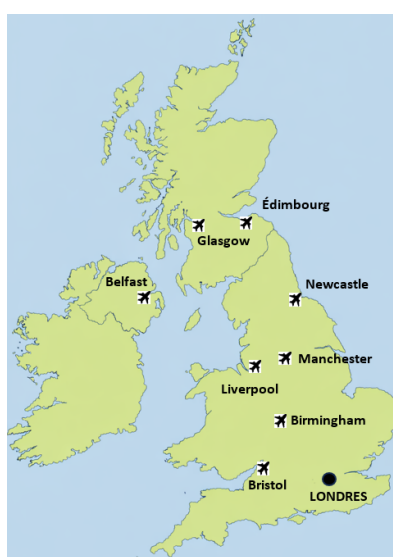 Édimbourg
Glasgow
Belfast
Newcastle
Manchester
Liverpool
Birmingham
Bristol
LONDRES